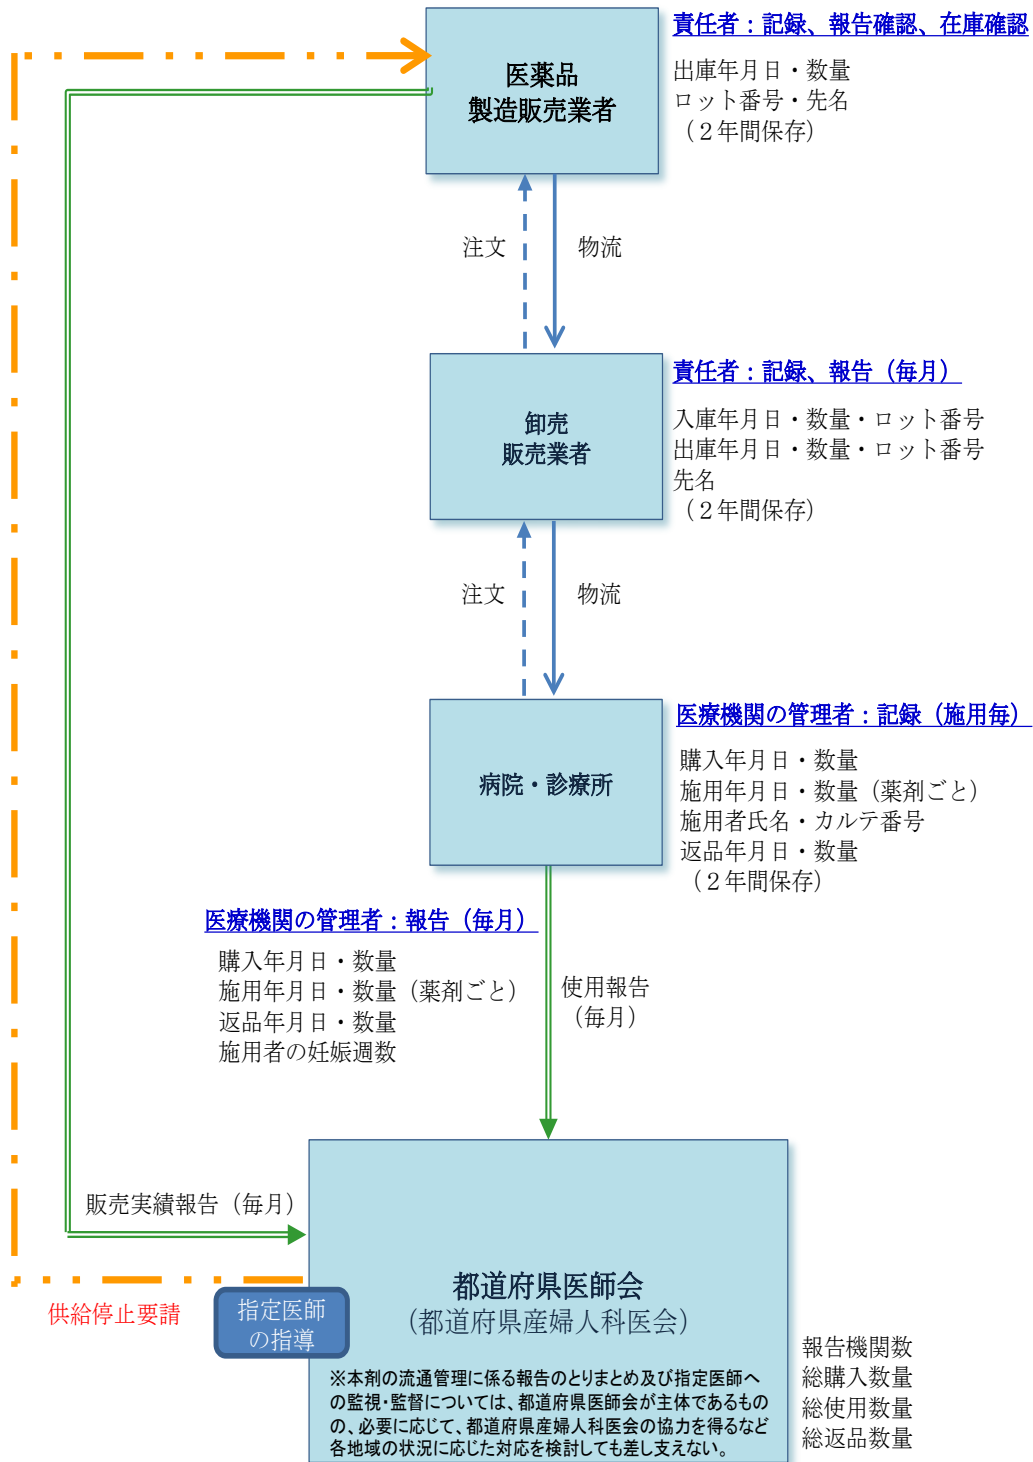 責任者：記録、報告確認、在庫確認
医薬品
製造販売業者
出庫年月日・数量
ロット番号・先名
（２年間保存）
注文
物流
責任者：記録、報告（毎月）
卸売
販売業者
入庫年月日・数量・ロット番号
出庫年月日・数量・ロット番号
先名
（２年間保存）
注文
物流
医療機関の管理者：記録（施用毎）
病院・診療所
購入年月日・数量
施用年月日・数量（薬剤ごと）
施用者氏名・カルテ番号
返品年月日・数量
（２年間保存）
医療機関の管理者：報告（毎月）
購入年月日・数量
施用年月日・数量（薬剤ごと）
返品年月日・数量
施用者の妊娠週数
使用報告
（毎月）
販売実績報告（毎月）
供給停止要請
指定医師
の指導
都道府県医師会
（都道府県産婦人科医会）
※本剤の流通管理に係る報告のとりまとめ及び指定医師へ
の監視・監督については、都道府県医師会が主体であるもの
の、必要に応じて、都道府県産婦人科医会の協力を得るなど
各地域の状況に応じた対応を検討しても差し支えない。
報告機関数
総購入数量
総使用数量
総返品数量